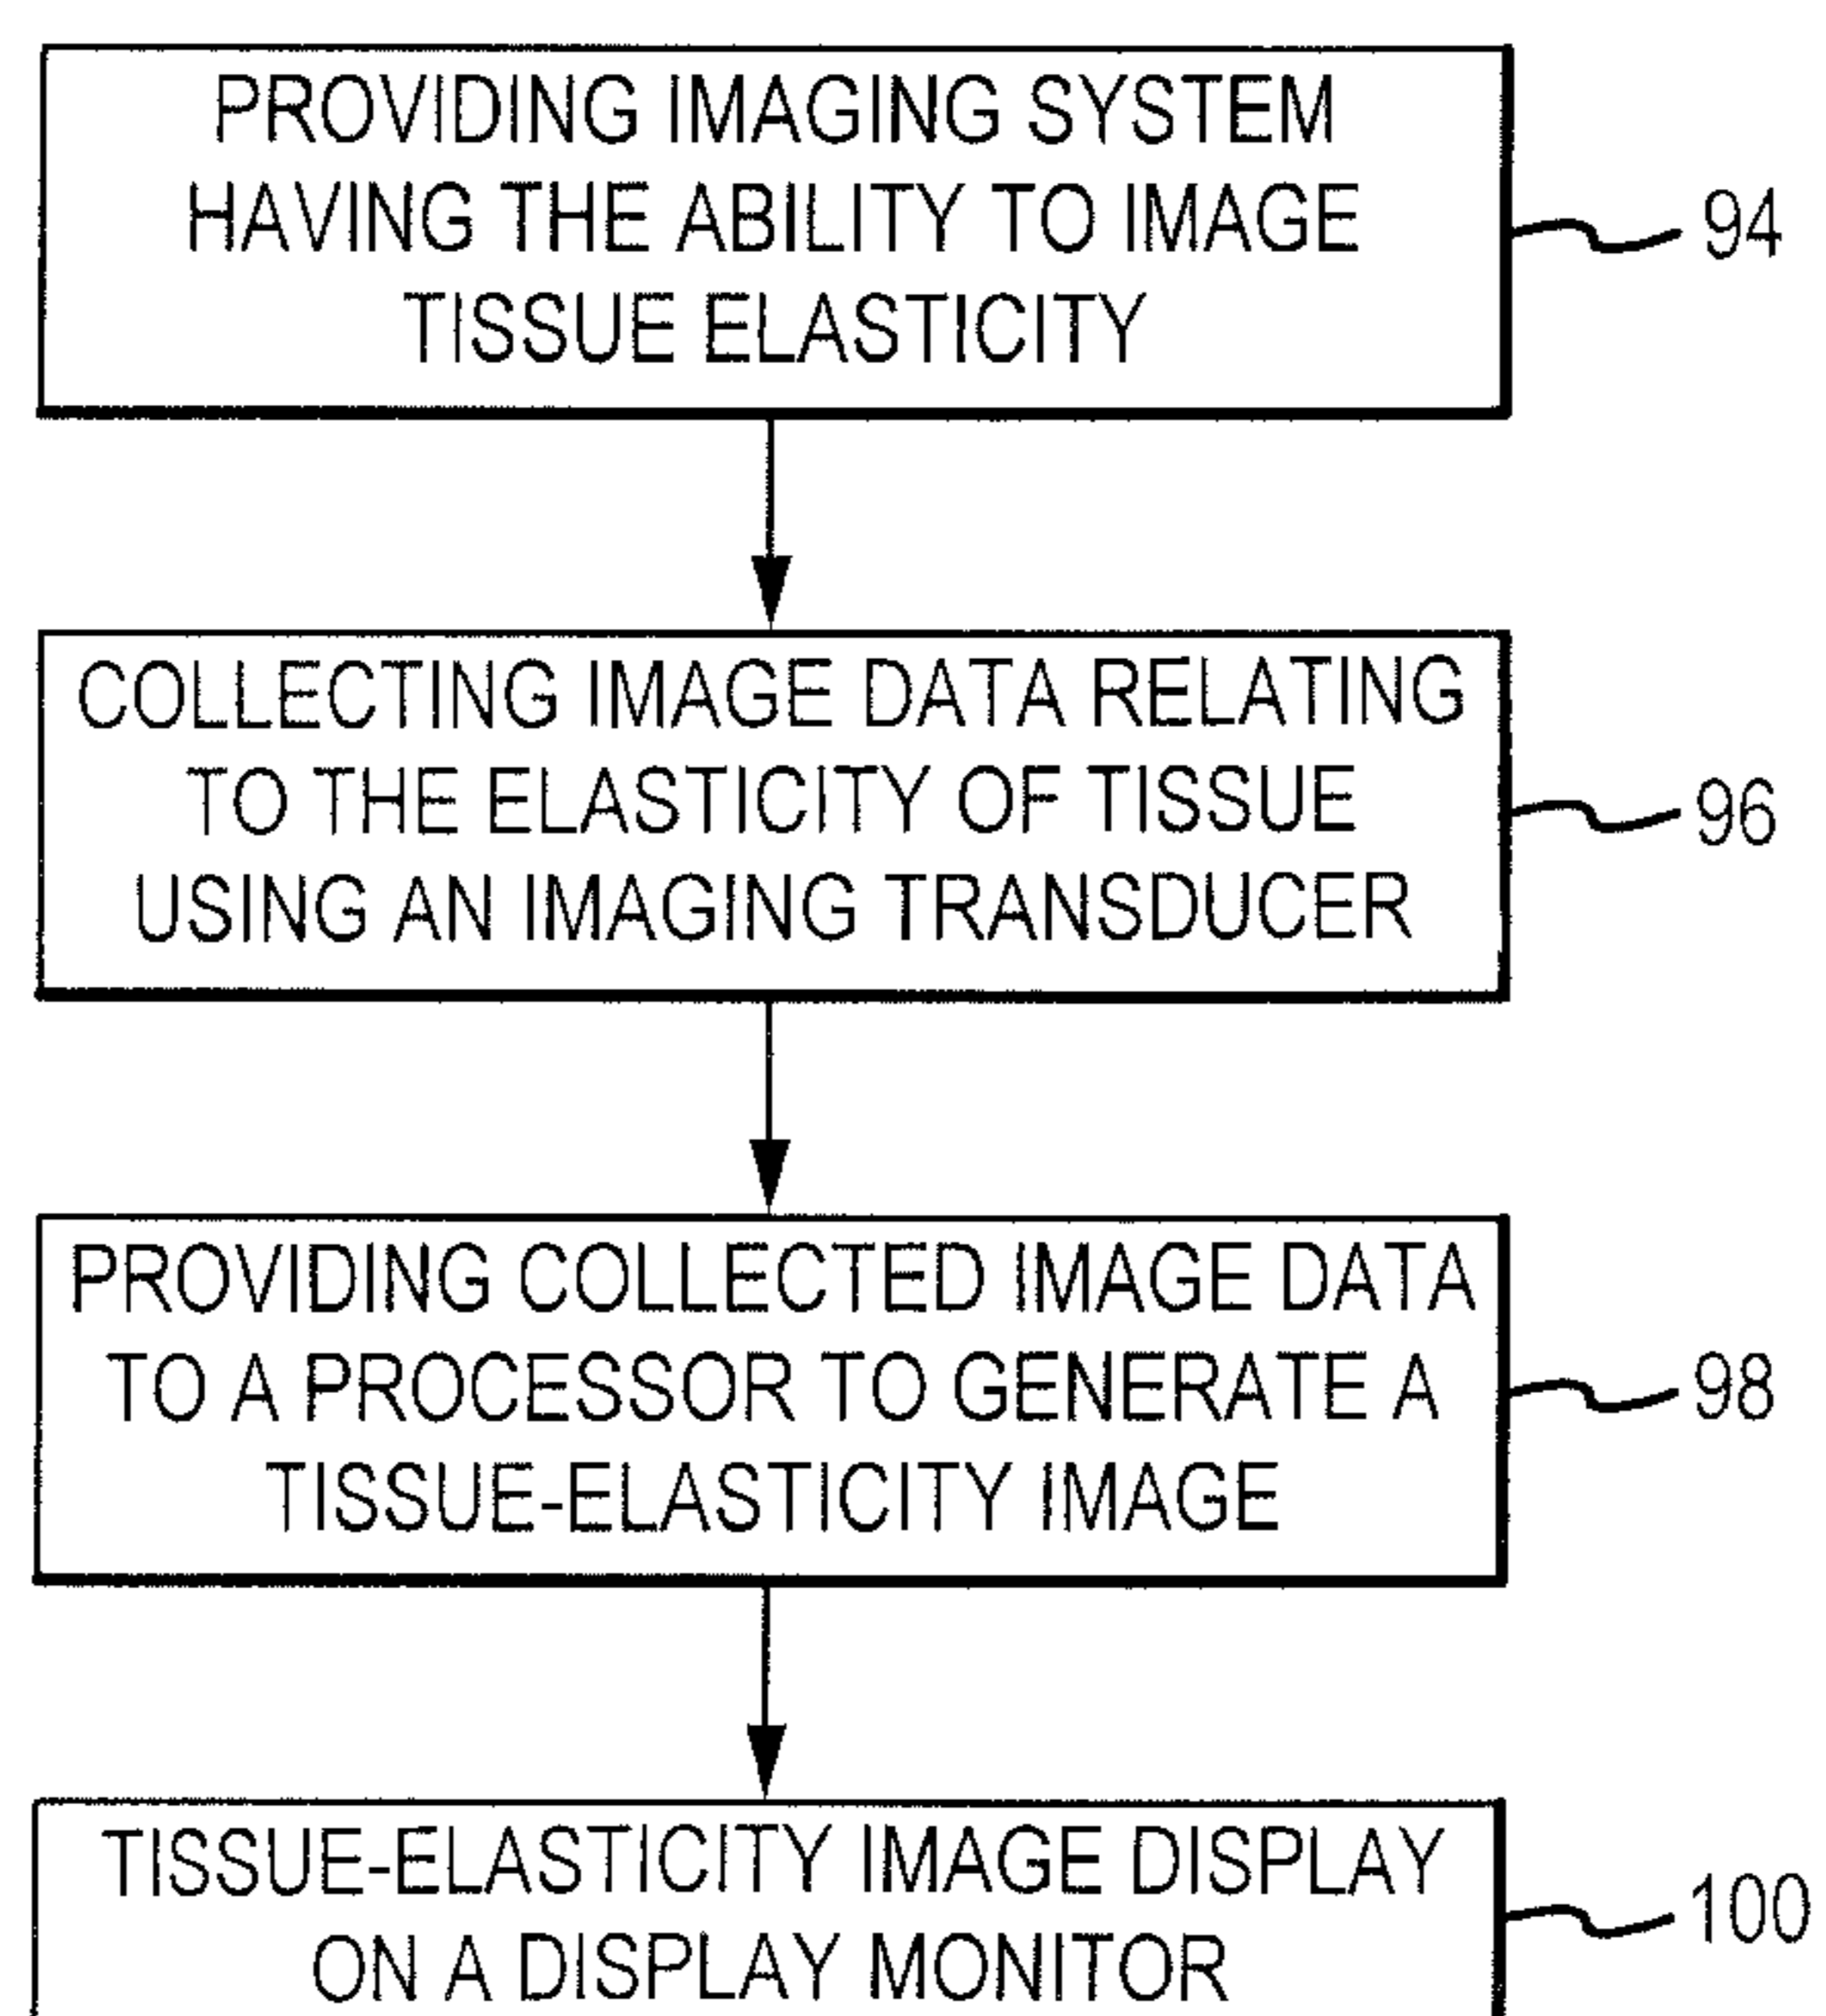 PROVIDING IMAGING SYSTEM
HAVING THE ABILITY TO IMAGE
TISSUE ELASTICITY
94
COLLECTING IMAGE DATA RELATING
TO THE ELASTICITY OF TISSUE
USING AN IMAGING TRANSDUCER
96
PROVIDING COLLECTED IMAGE DATA
TO A PROCESSOR TO GENERATE A
TISSUE-ELASTICITY IMAGE
98
TISSUE-ELASTICITY IMAGE DISPLAY
ON A DISPLAY MONITOR
100